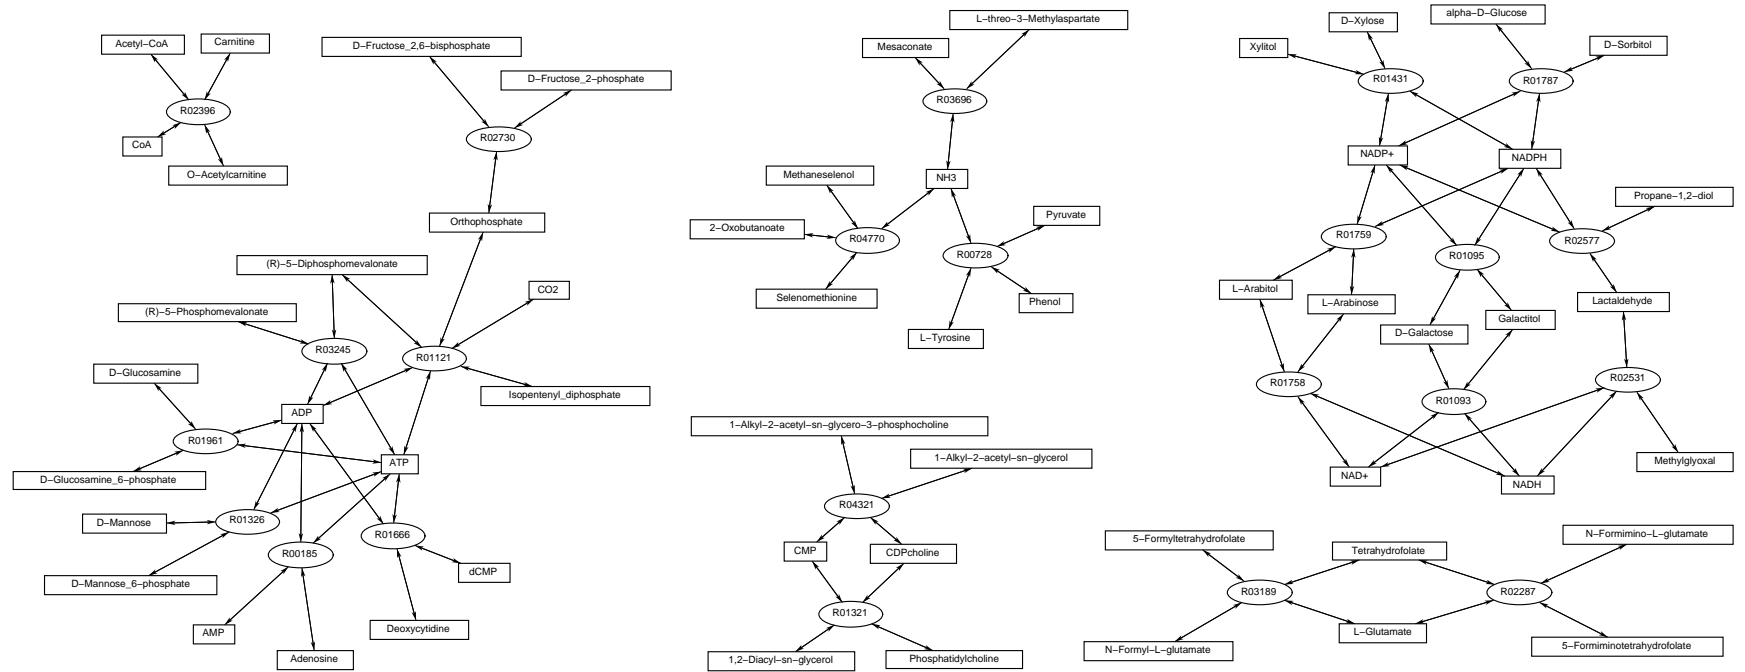 Acetyl−CoA
Carnitine
R02396
CoA
O−Acetylcarnitine
D−Fructose_2,6−bisphosphate
D−Fructose_2−phosphate
R02730
Orthophosphate
(R)−5−Diphosphomevalonate
CO2
(R)−5−Phosphomevalonate
R03245
R01121
D−Glucosamine
Isopentenyl_diphosphate
ADP
R01961
ATP
D−Glucosamine_6−phosphate
D−Mannose
R01326
R01666
R00185
dCMP
D−Mannose_6−phosphate
AMP
Deoxycytidine
Adenosine
L−threo−3−Methylaspartate
Mesaconate
R03696
Methaneselenol
NH3
2−Oxobutanoate
R04770
Pyruvate
R00728
Selenomethionine
Phenol
L−Tyrosine
1−Alkyl−2−acetyl−sn−glycero−3−phosphocholine
1−Alkyl−2−acetyl−sn−glycerol
R04321
CMP
CDPcholine
R01321
1,2−Diacyl−sn−glycerol
Phosphatidylcholine
alpha−D−Glucose
D−Xylose
Xylitol
D−Sorbitol
R01431
R01787
NADP+
NADPH
Propane−1,2−diol
R01759
R01095
R02577
L−Arabitol
L−Arabinose
Lactaldehyde
D−Galactose
Galactitol
R01758
R01093
R02531
NAD+
NADH
Methylglyoxal
5−Formyltetrahydrofolate
Tetrahydrofolate
N−Formimino−L−glutamate
R03189
R02287
N−Formyl−L−glutamate
L−Glutamate
5−Formiminotetrahydrofolate